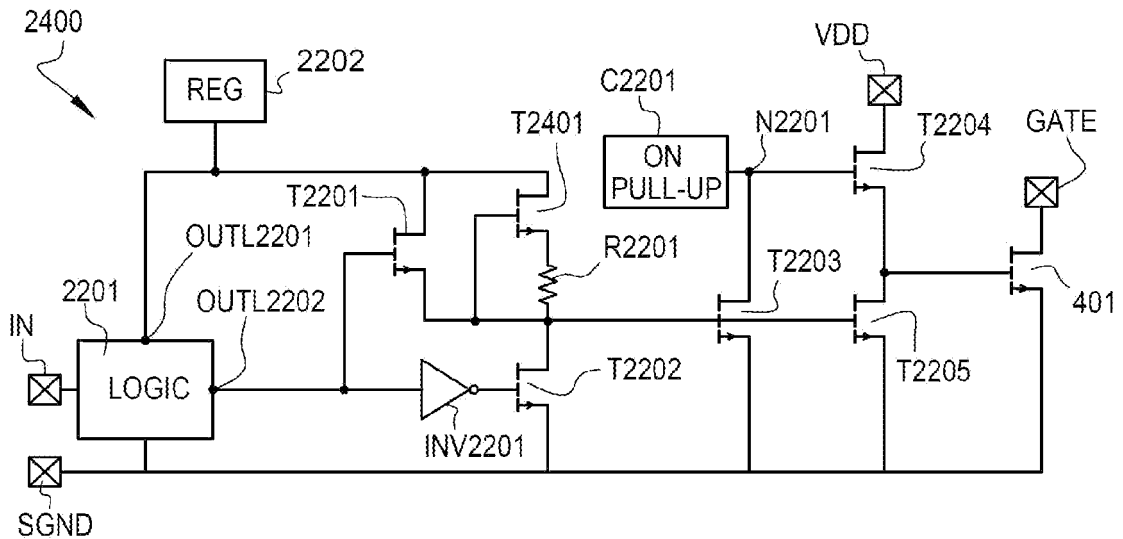 2400
REG
2202
T2401
C2201
N2201
VDD
T2204
GATE
ON
PULL-UP
T2201
OUTL2201
R2201
T2203
2201
OUTL2202
401
IN
LOGIC
T2202
T2205
INV2201
SGND